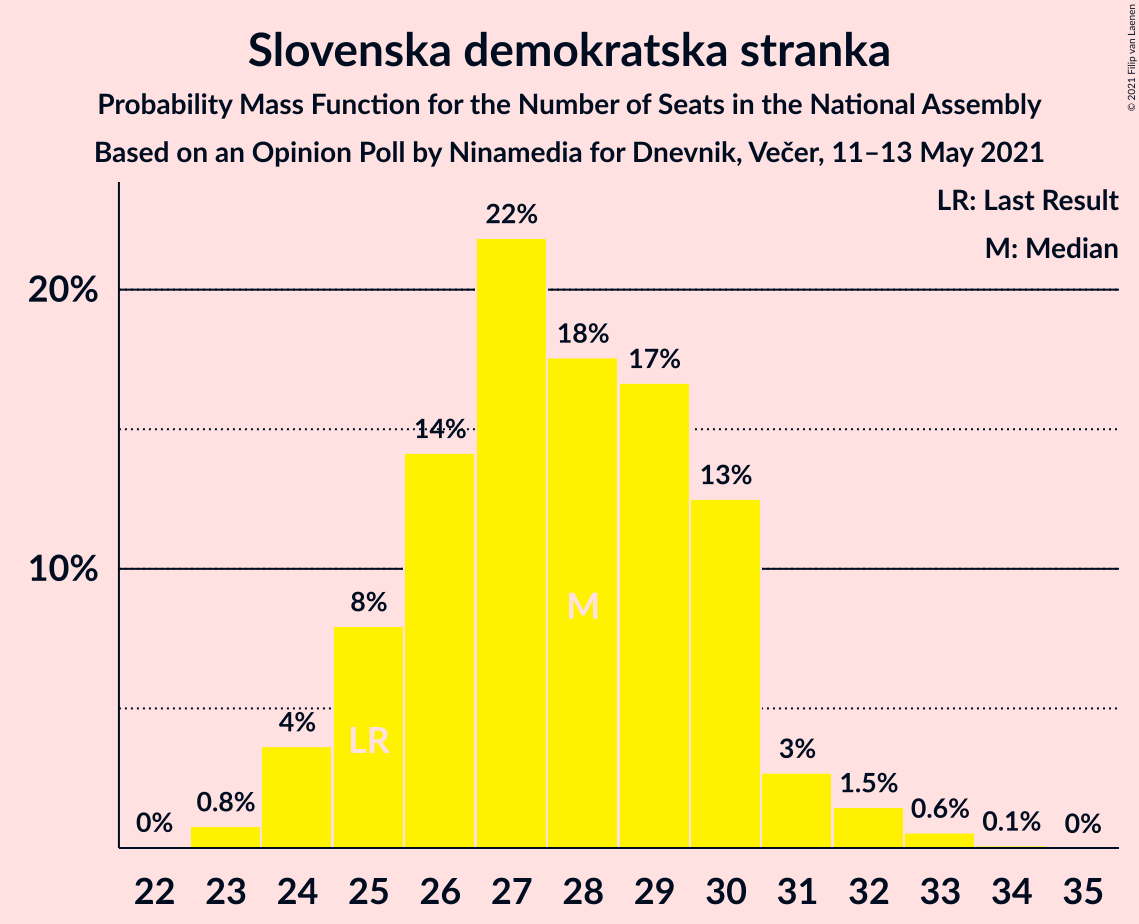 Slovenska demokratska stranka
Probability Mass Function for the Number of Seats in the National Assembly
Based on an Opinion Poll by Ninamedia for Dnevnik, Večer, 11–13 May 2021
© 2021 Filip van Laenen
LR: Last Result
M: Median
20%
10%
0%
0.8%
4%
8%
14%
22%
18%
17%
13%
3%
1.5%
0.6%
0.1%
0%
LR
M
22 23 24 25 26 27 28 29 30 31 32 33 34 35